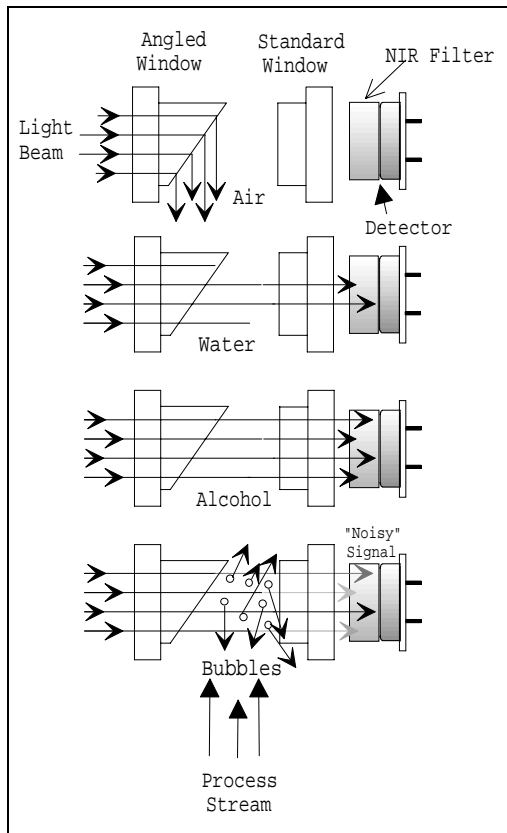 Angled
Window
Standard
Window
NIR Filter
Light
Beam
Air
Detector
Water
Alcohol
"Noisy"
Signal
Bubbles
Process
Stream